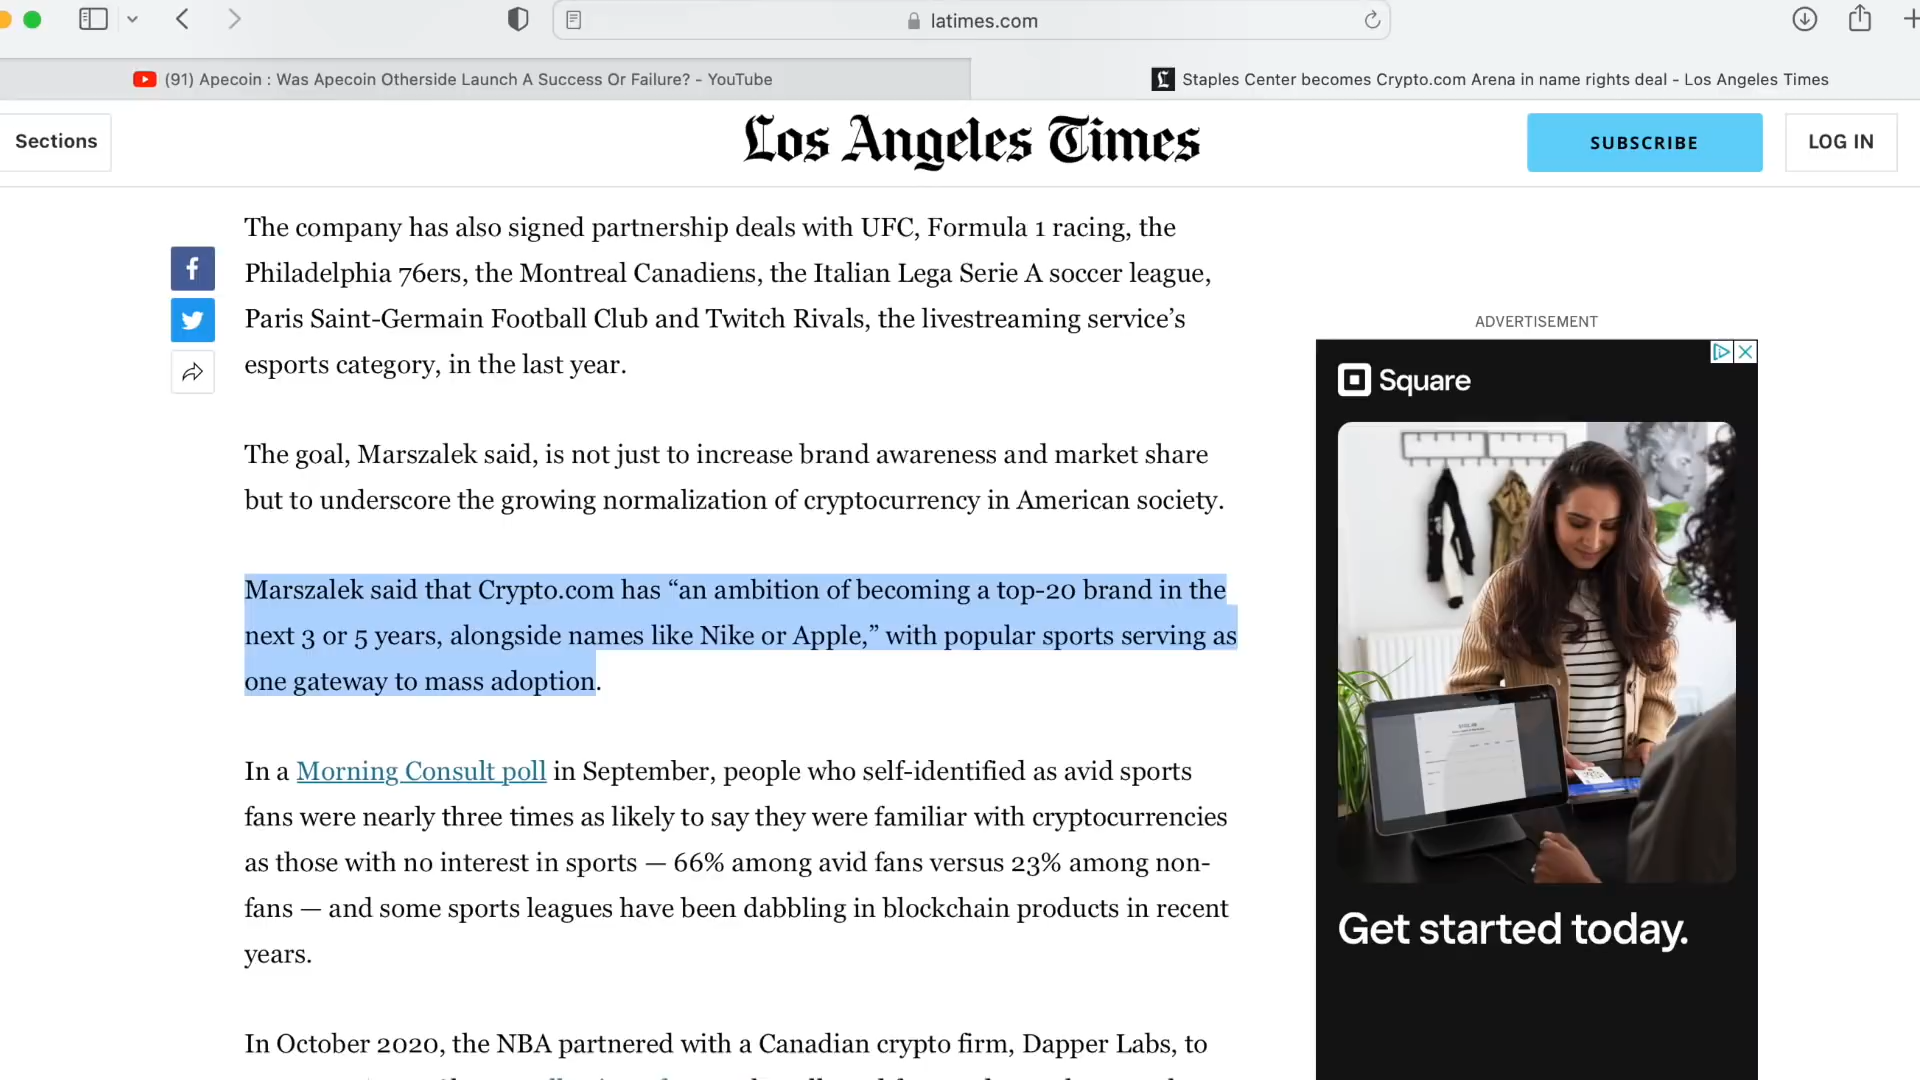 latimes.com
(91) Apecoin : Was Apecoin Otherside Launch A Success Or Failure? - YouTube
Staples Center becomes Crypto.com Arena in name rights deal - Los Angeles Times
Sections
Los Angeles Times
SUBSCRIBE
LOG IN
The company has also signed partnership deals with UFC, Formula 1 racing, the
Philadelphia 76ers, the Montreal Canadiens, the Italian Lega Serie A soccer league,
Paris Saint-Germain Football Club and Twitch Rivals, the livestreaming service’s
esports category, in the last year.
The goal, Marszalek said, is not just to increase brand awareness and market share
but to underscore the growing normalization of cryptocurrency in American society.
Marszalek said that Crypto.com has “an ambition of becoming a top-20 brand in the
next 3 or 5 years, alongside names like Nike or Apple,” with popular sports serving as
one gateway to mass adoption.
In a Morning Consult poll in September, people who self-identified as avid sports
fans were nearly three times as likely to say they were familiar with cryptocurrencies
as those with no interest in sports — 66% among avid fans versus 23% among non-
fans — and some sports leagues have been dabbling in blockchain products in recent
years.
In October 2020, the NBA partnered with a Canadian crypto firm, Dapper Labs, to
ADVERTISEMENT
Square
Get started today.